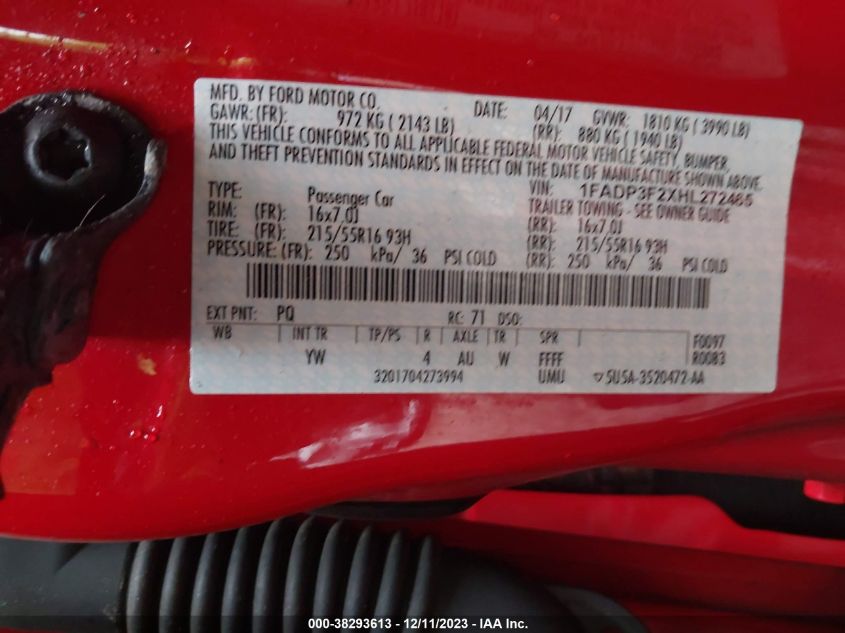 MFD. BY FORD MOTOR CO. DATE: 04/17 GVWR: 1810 KG ( 3990 LB)
GAWR: (FR): 972 KG ( 2143 LB) (RR): 880 KG ( 1940 LB)
THIS VEHICLE CONFORMS TO ALL APPLICABLE FEDERAL MOTOR VEHICLE SAFETY, BUMPER,
AND THEFT PREVENTION STANDARDS IN EFFECT ON THE DATE OF MANUFACTURE SHOWN ABOVE.
VIN: 1FADP3F2XHL272465
TYPE: Passenger Car TRAILER TOWING - SEE OWNER GUIDE
RIM: (FR): 16x7.0J (RR): 16x7.0J
TIRE: (FR): 215/55R16 93H (RR): 215/55R16 93H
PRESSURE: (FR): 250 kPa/ 36 PSI COLD (RR): 250 kPa/ 36 PSI COLD
EXT PNT: PQ RC: 71 DSO:
WB INT TR TP/PS R AXLE TR SPR F0097
YW 4 AU W FFFF R0083
3201704273994 UMU ▽5U5A-3520472-AA
000-38293613 - 12/11/2023 - IAA Inc.